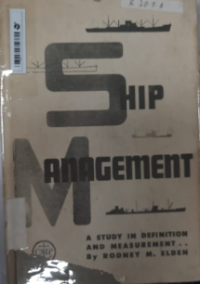 SHIP
MANAGEMENT
A STUDY IN DEFINITION
AND MEASUREMENT . .
By RODNEY M. ELDEN